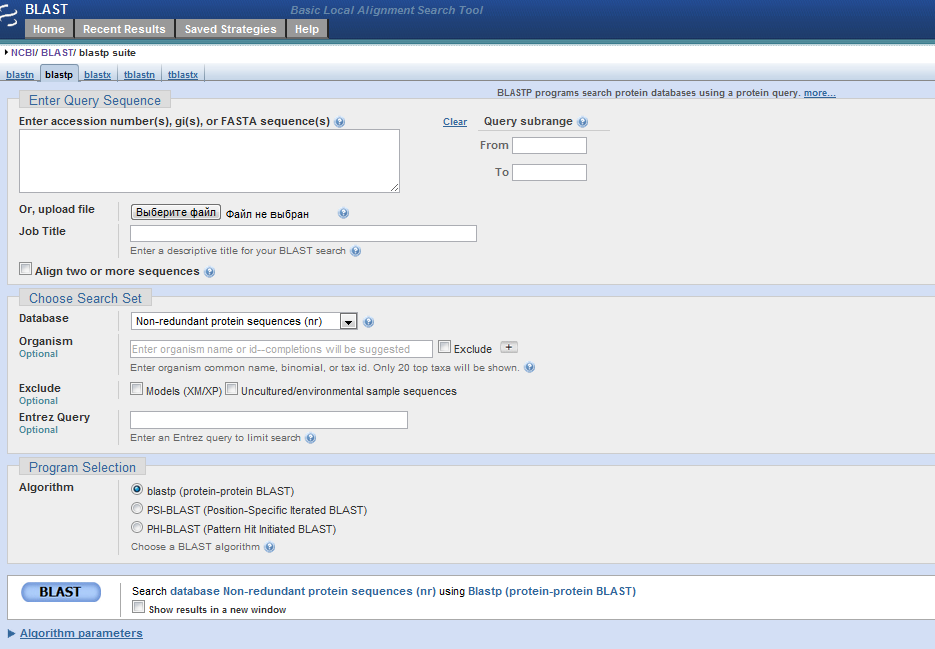 BLAST
Basic Local Alignment Search Tool
Home Recent Results Saved Strategies Help
NCBI/ BLAST/ blastp suite
blastn blastp blastx tblastn tblastx
BLASTP programs search protein databases using a protein query. more...
Enter Query Sequence
Enter accession number(s), gi(s), or FASTA sequence(s)
Clear
Query subrange
From
To
Or, upload file
Выберите файл Файл не выбран
Job Title
Enter a descriptive title for your BLAST search
Align two or more sequences
Choose Search Set
Database
Non-redundant protein sequences (nr)
Organism
Optional
Enter organism name or id--completions will be suggested
Exclude +
Enter organism common name, binomial, or tax id. Only 20 top taxa will be shown.
Exclude
Optional
Models (XM/XP) Uncultured/environmental sample sequences
Entrez Query
Optional
Enter an Entrez query to limit search
Program Selection
Algorithm
blastp (protein-protein BLAST)
PSI-BLAST (Position-Specific Iterated BLAST)
PHI-BLAST (Pattern Hit Initiated BLAST)
Choose a BLAST algorithm
BLAST
Search database Non-redundant protein sequences (nr) using Blastp (protein-protein BLAST)
Show results in a new window
Algorithm parameters